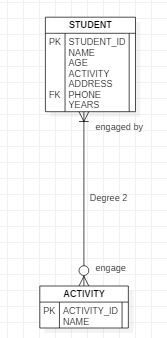 STUDENT
PK STUDENT_ID
NAME
AGE
ACTIVITY
ADDRESS
FK PHONE
YEARS
engaged by
Degree 2
engage
ACTIVITY
PK ACTIVITY_ID
NAME